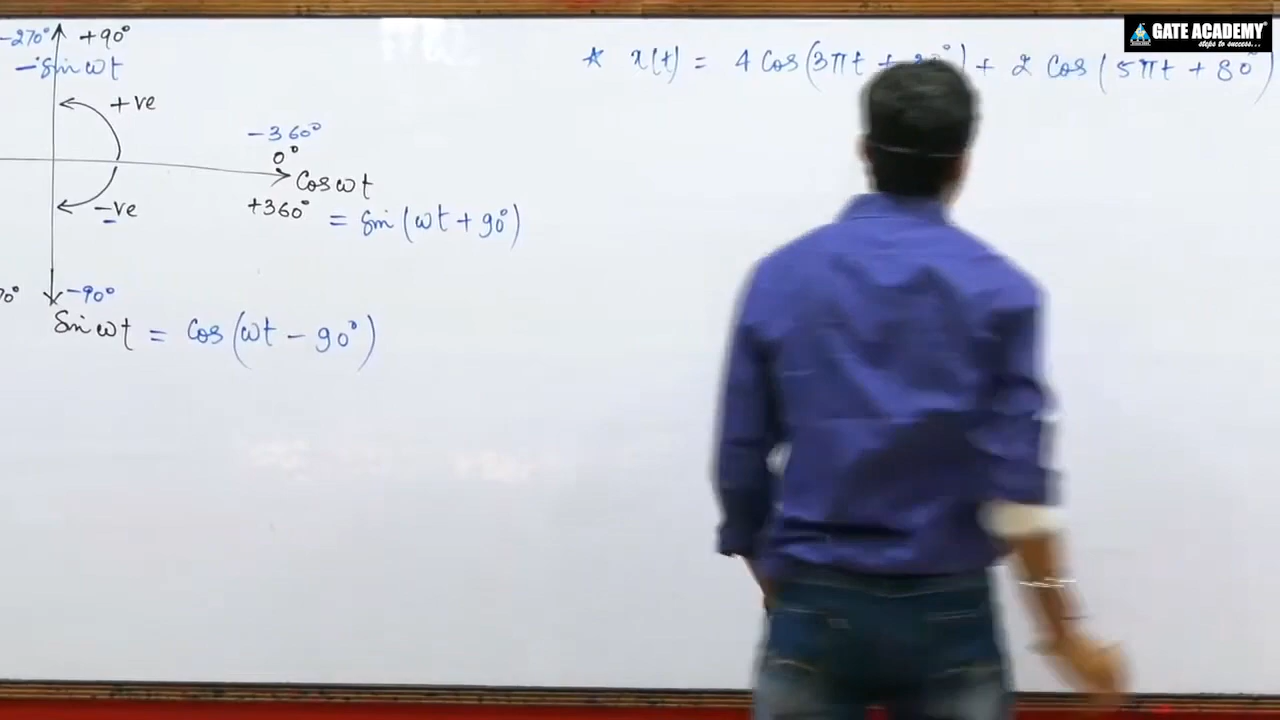 GATE ACADEMY
steps to success...
-270° +90°
-Sin ωt
+ve
-360°
0°
Cos ωt
-ve
+360° = Sin(ωt + 90°)
-90°
Sin ωt = Cos(ωt - 90°)
* x(t) = 4 Cos(3πt + °) + 2 Cos(5πt + 80°)